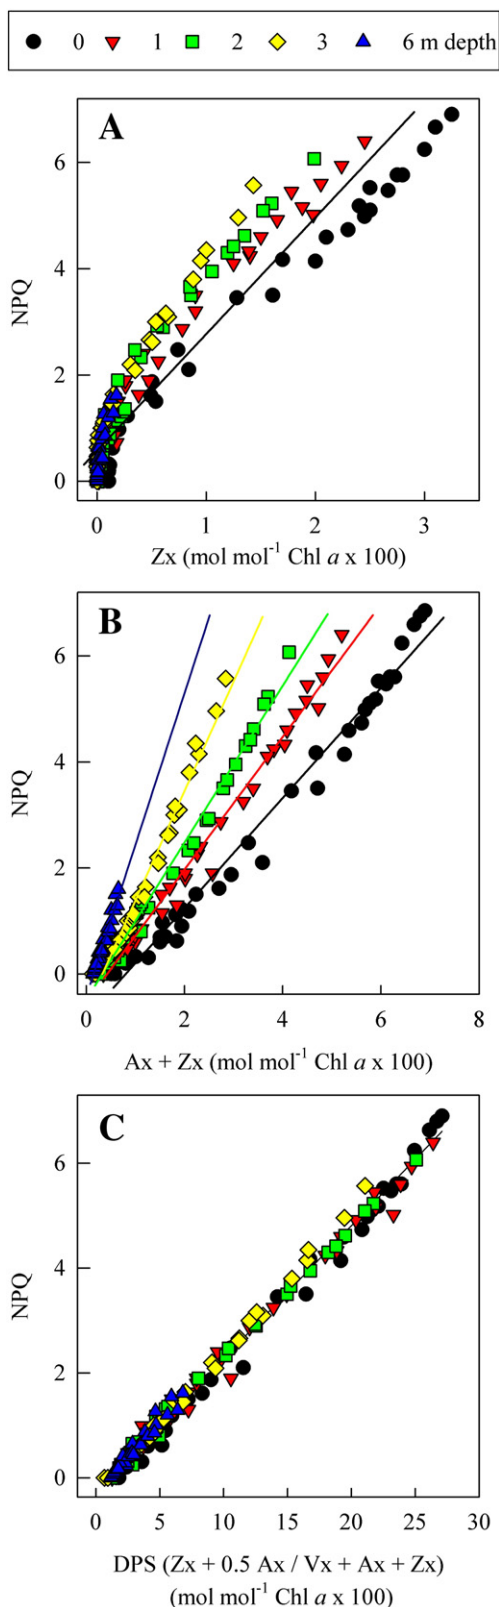 0 1 2 3 6 m depth
A
6
4
2
0
NPQ
0 1 2 3
Zx (mol mol⁻¹ Chl a x 100)
B
6
4
2
0
NPQ
0 2 4 6 8
Ax + Zx (mol mol⁻¹ Chl a x 100)
C
6
4
2
0
NPQ
0 5 10 15 20 25 30
DPS (Zx + 0.5 Ax / Vx + Ax + Zx)
(mol mol⁻¹ Chl a x 100)